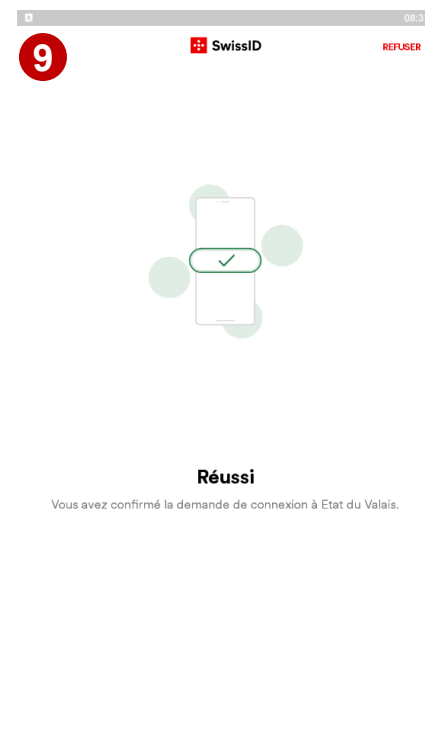 08:3
9
SwissID
REFUSER
Réussi
Vous avez confirmé la demande de connexion à Etat du Valais.